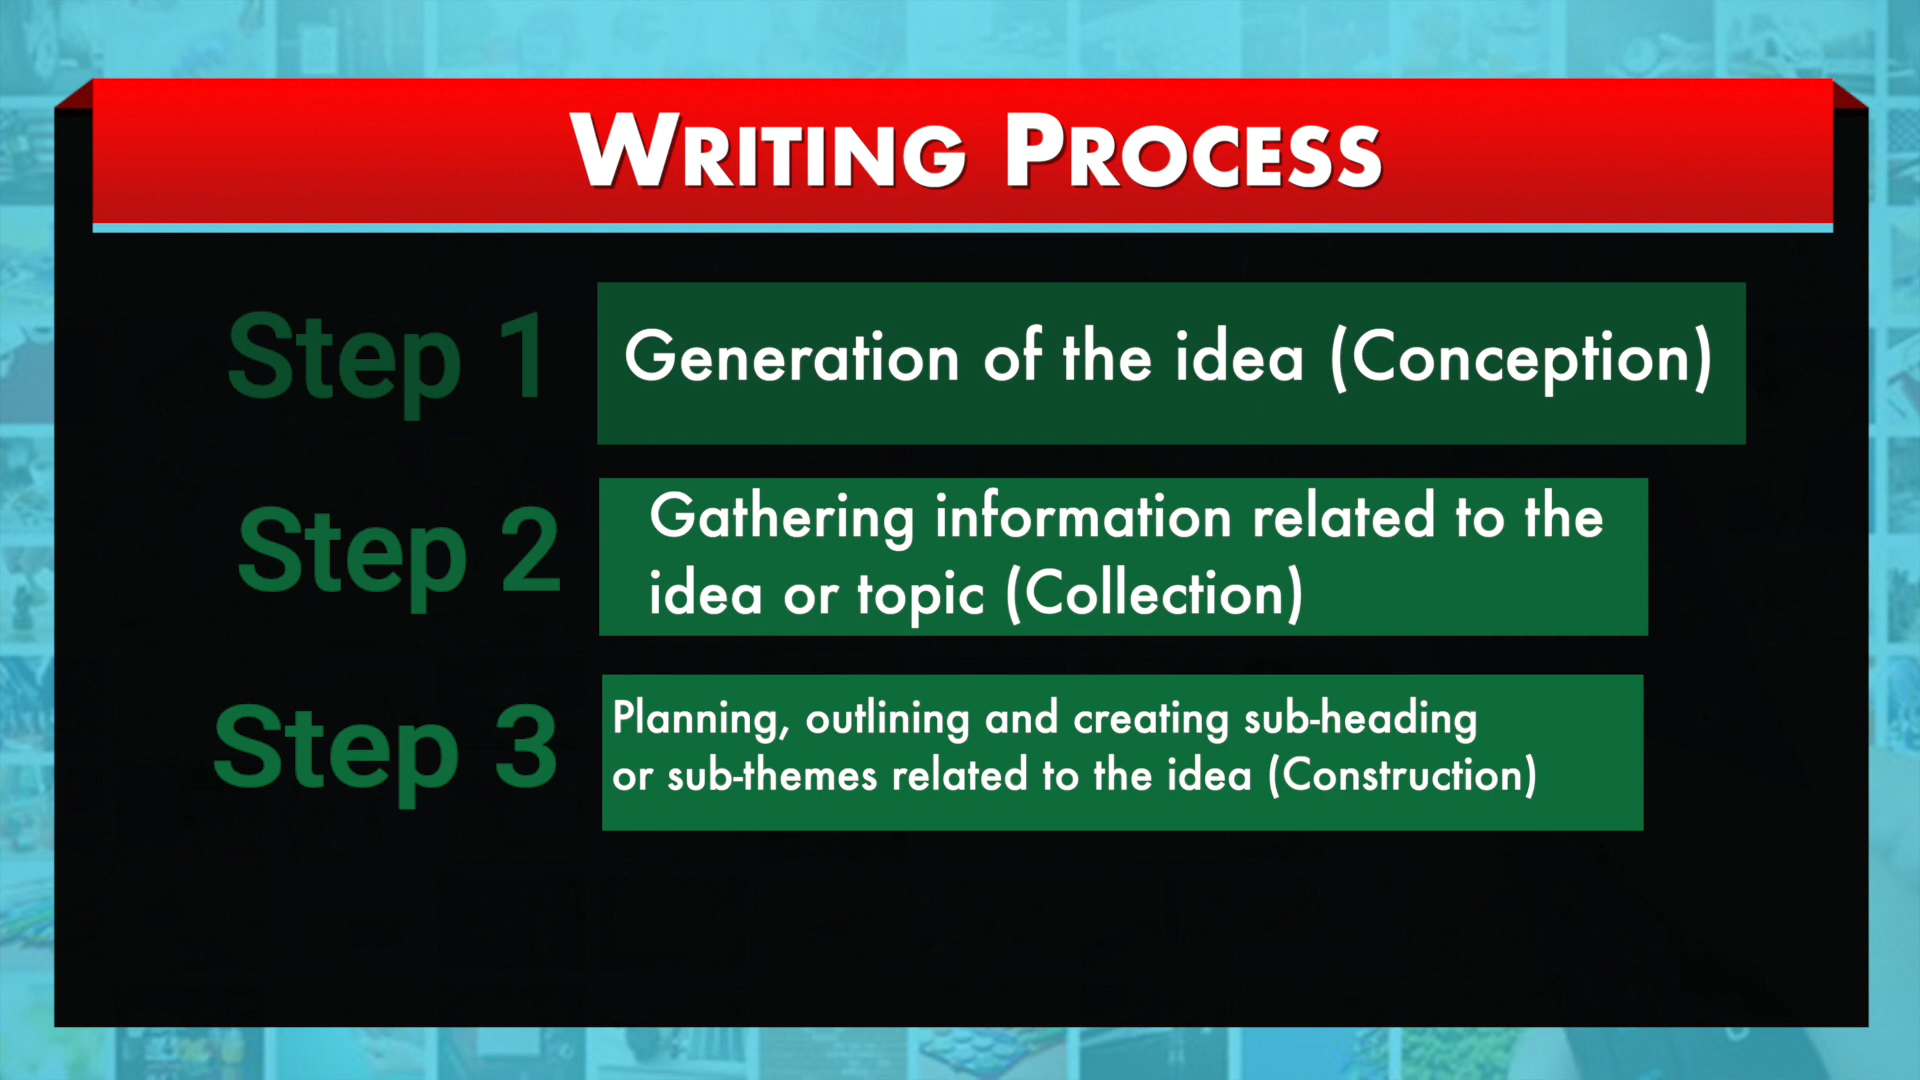 WRITING PROCESS
Step 1
Generation of the idea (Conception)
Step 2
Gathering information related to the
idea or topic (Collection)
Step 3
Planning, outlining and creating sub-heading
or sub-themes related to the idea (Construction)